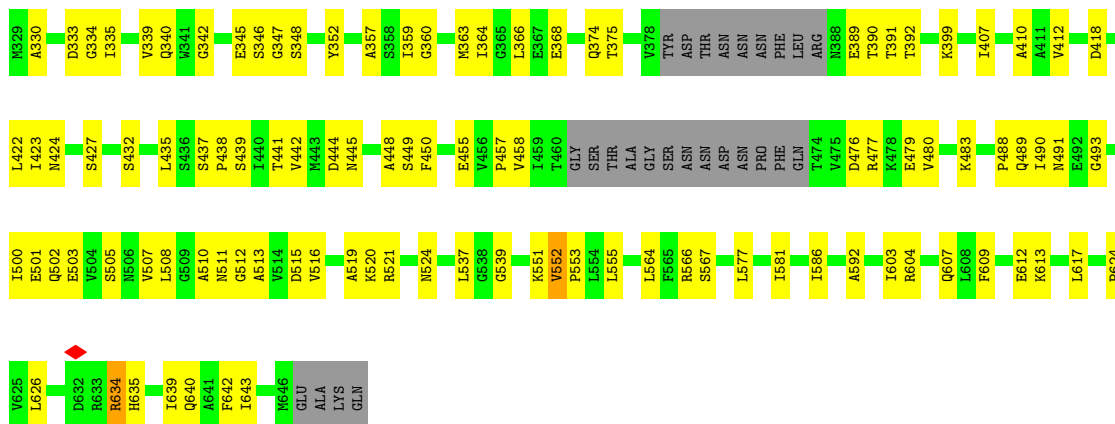 M329 A330 D333 G334 I335 V339 Q340 W341 G342 E345 S346 G347 S348 Y352 A357 S358 I359 G360 M363 I364 G365 L366 E367 E368 Q374 T375 V378 TYR ASP THR ASN ASN ASN PHE LEU ARG N388 E389 T390 T391 T392 K399 I407 A410 A411 V412 D418
L422 I423 N424 S427 S432 L435 S436 S437 P438 S439 I440 T441 V442 M443 D444 N445 A448 S449 F450 E455 V456 P457 V458 I459 T460 GLY SER THR ALA GLY SER ASN ASN ASP ASN PRO PHE GLN T474 V475 D476 R477 K478 E479 V480 K483 P488 Q489 I490 N491 E492 G493
I500 E501 Q502 E503 V504 S505 N506 V507 L508 G509 A510 N511 G512 A513 V514 D515 V516 A519 K520 R521 N524 L537 G538 G539 K551 V552 P553 L554 L555 L564 F565 R566 S567 L577 I581 I586 A592 I603 R604 Q607 L608 F609 E612 K613 L617
V625 L626 D632 R633 R634 H635 I639 Q640 A641 F642 I643 M646 GLU ALA LYS GLN